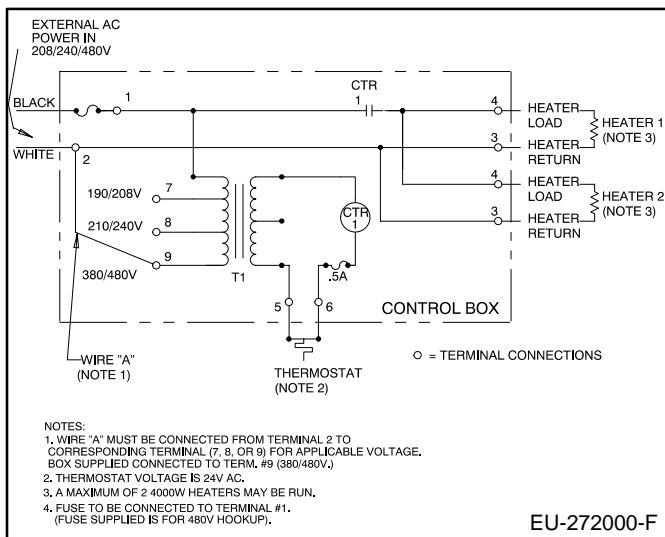 EXTERNAL AC
POWER IN
208/240/480V
BLACK
1
CTR
1
4
HEATER
LOAD
HEATER 1
(NOTE 3)
WHITE
2
3
HEATER
RETURN
4
HEATER
LOAD
HEATER 2
(NOTE 3)
3
HEATER
RETURN
190/208V
7
210/240V
8
9
380/480V
T1
CTR
1
.5A
5
6
CONTROL BOX
WIRE "A"
(NOTE 1)
THERMOSTAT
(NOTE 2)
= TERMINAL CONNECTIONS
NOTES:
1. WIRE "A" MUST BE CONNECTED FROM TERMINAL 2 TO
CORRESPONDING TERMINAL (7, 8, OR 9) FOR APPLICABLE VOLTAGE.
BOX SUPPLIED CONNECTED TO TERM. #9 (380/480V.)
2. THERMOSTAT VOLTAGE IS 24V AC.
3. A MAXIMUM OF 2 4000W HEATERS MAY BE RUN.
4. FUSE TO BE CONNECTED TO TERMINAL #1.
(FUSE SUPPLIED IS FOR 480V HOOKUP).
EU-272000-F